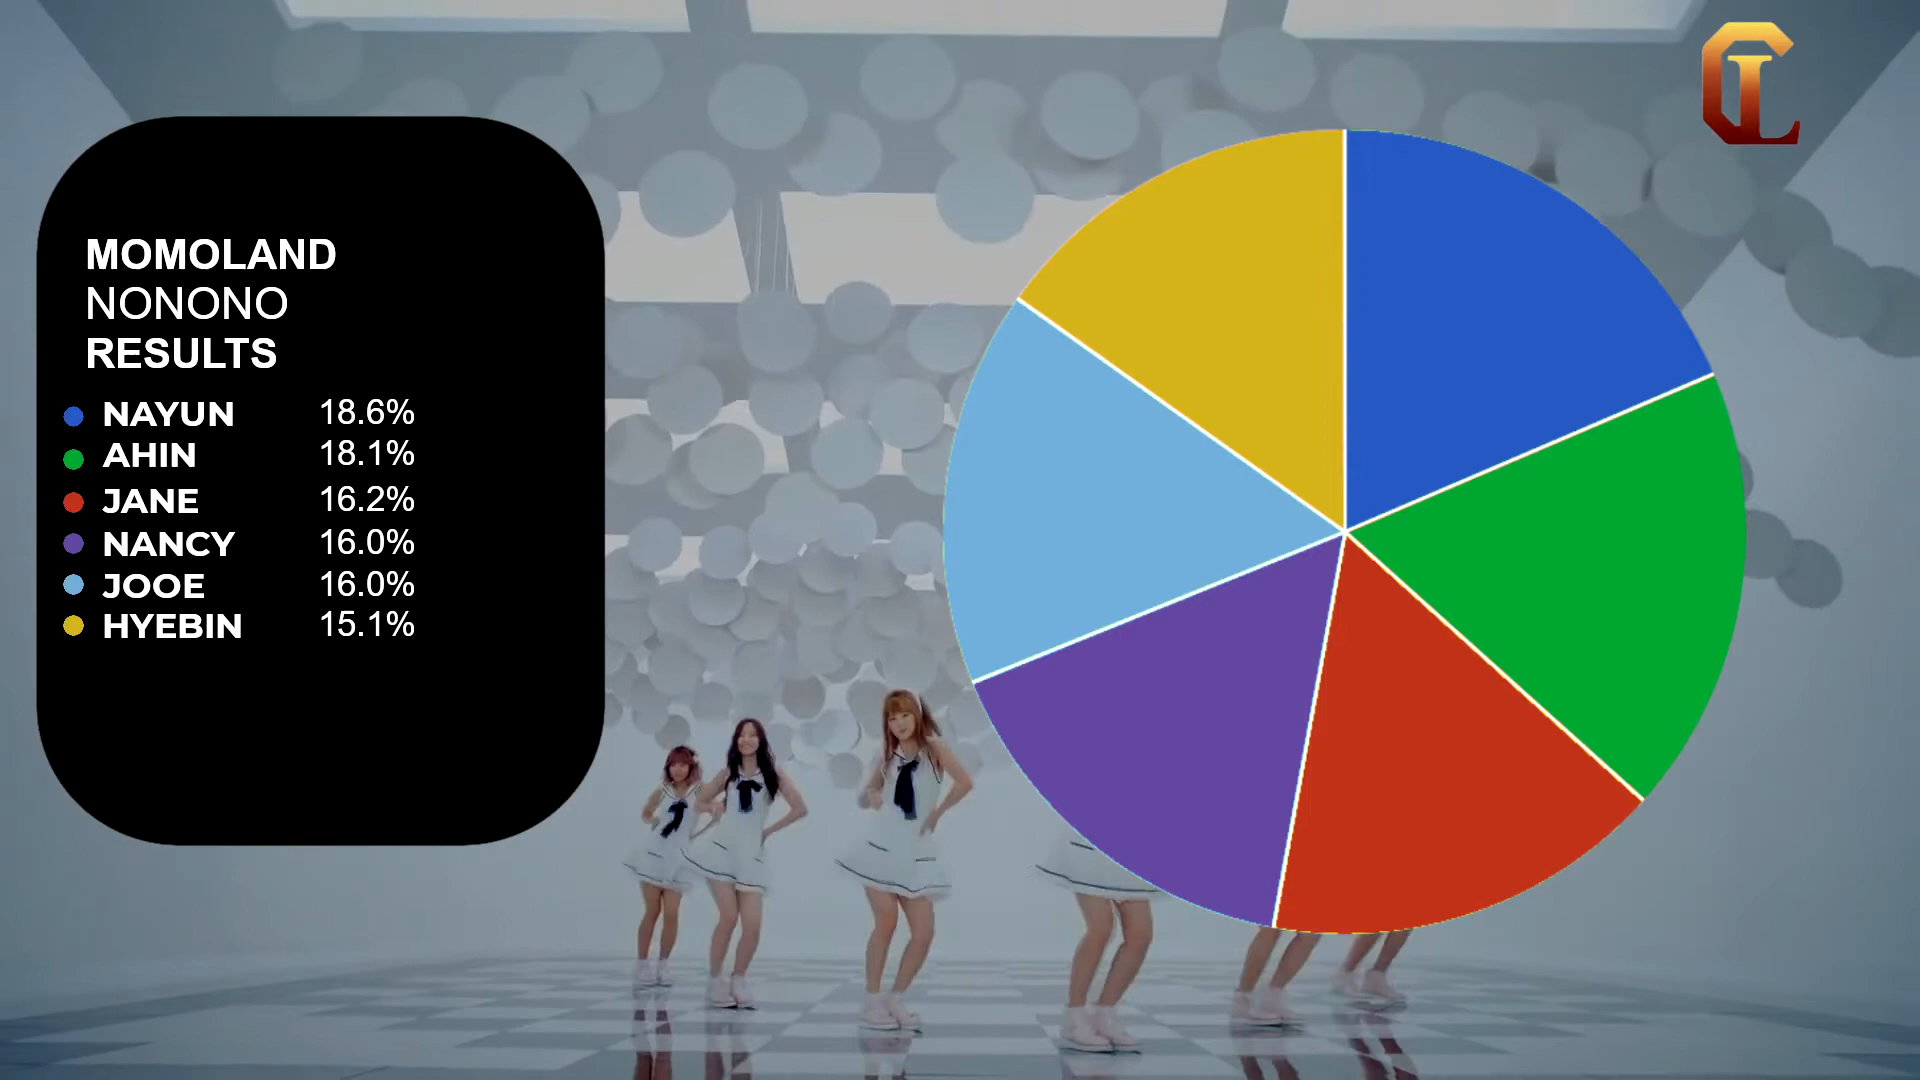 MOMOLAND
NONONO
RESULTS
NAYUN 18.6%
AHIN 18.1%
JANE 16.2%
NANCY 16.0%
JOOE 16.0%
HYEBIN 15.1%
CL